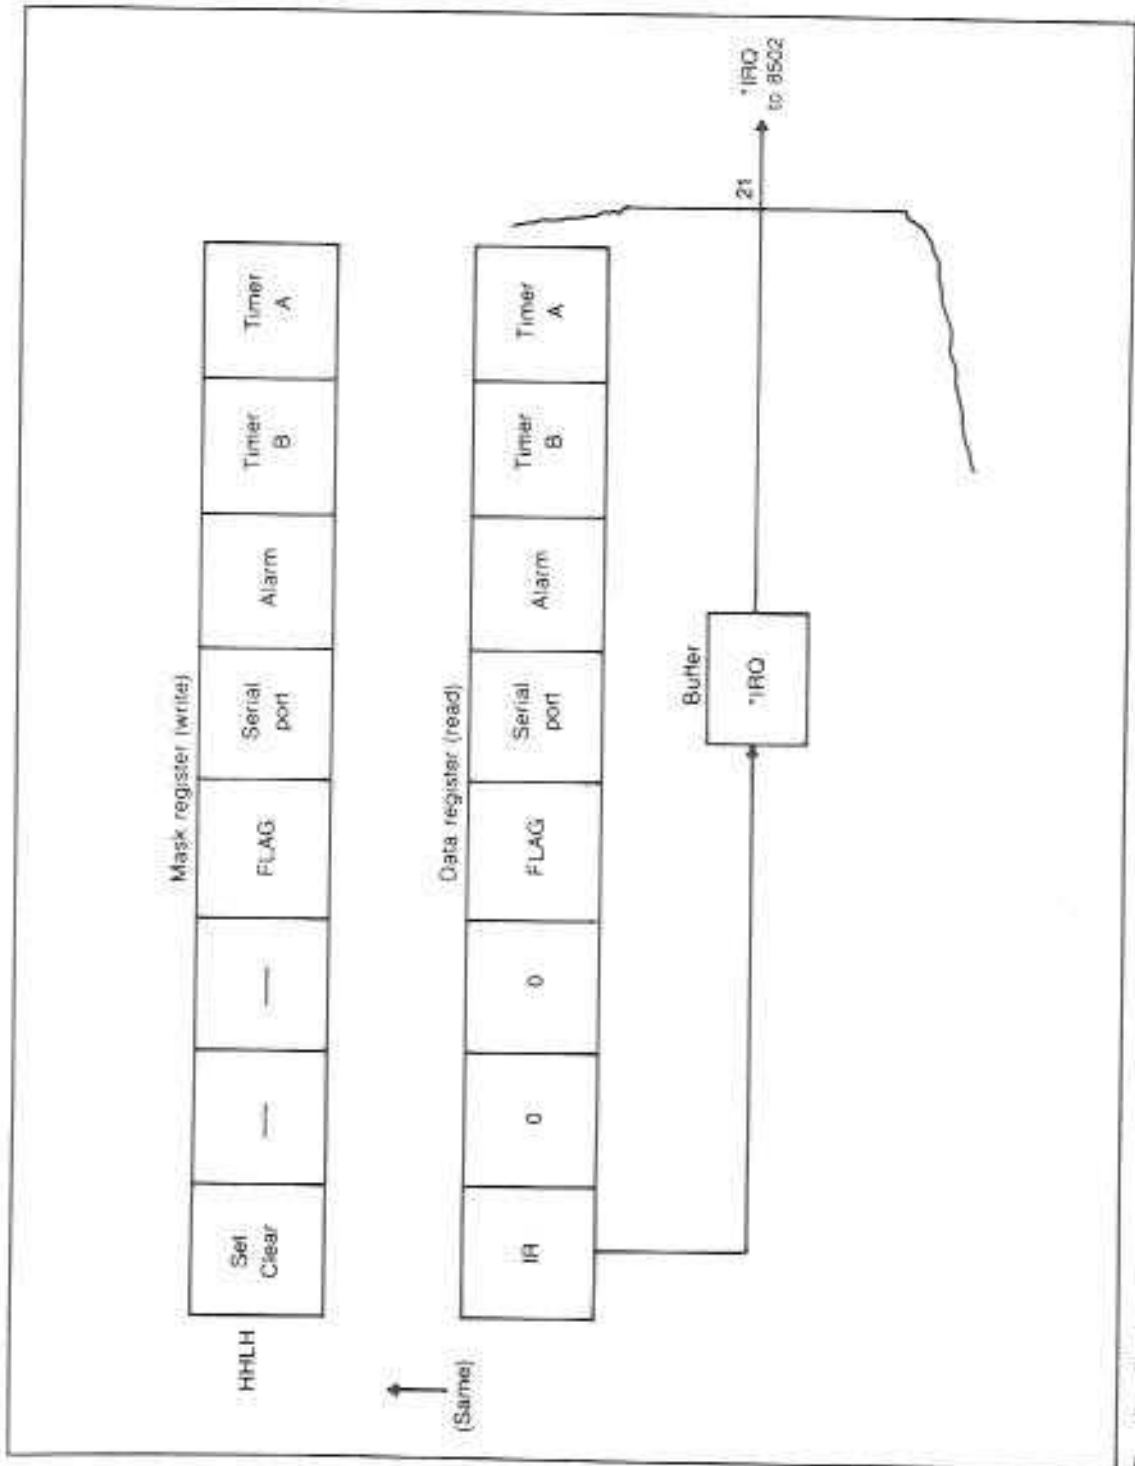 Mask register (write)
HHLH
Set
Clear
—
—
FLAG
Serial
port
Alarm
Timer
B
Timer
A
(Same)
Data register (read)
IR
0
0
FLAG
Serial
port
Alarm
Timer
B
Timer
A
Buffer
*IRQ
21
*IRQ
to 8502